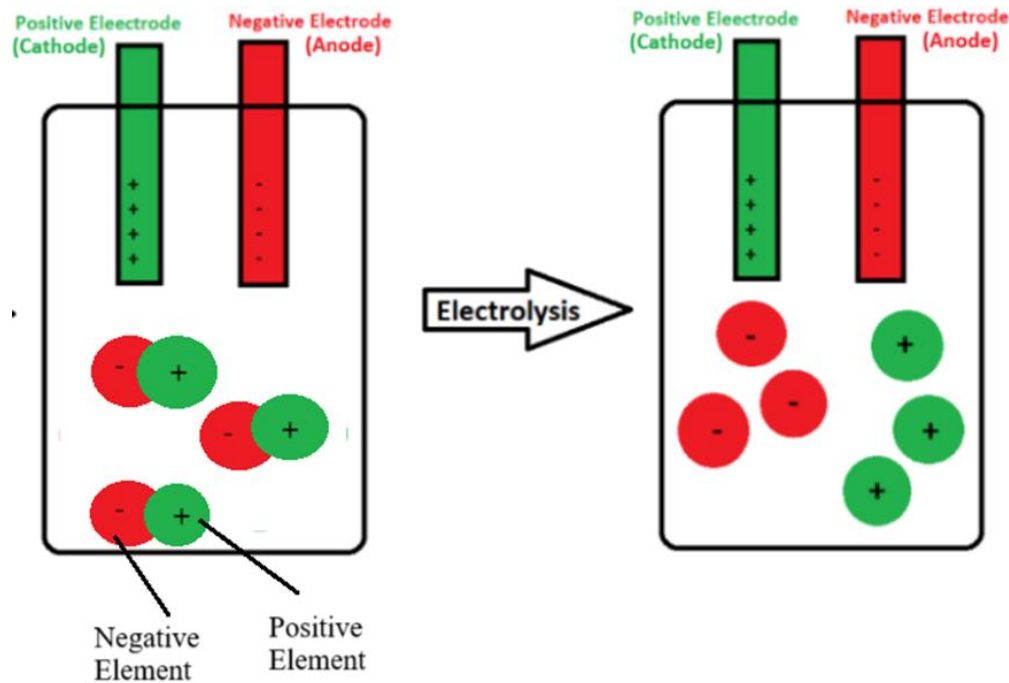 Positive Eleectrode
(Cathode)
Negative Electrode
(Anode)
+
+
+
+
-
-
-
-
- +
- +
- +
Negative
Element
Positive
Element
Electrolysis
Positive Eleectrode
(Cathode)
Negative Electrode
(Anode)
+
+
+
+
-
-
-
-
-
-
-
+
+
+